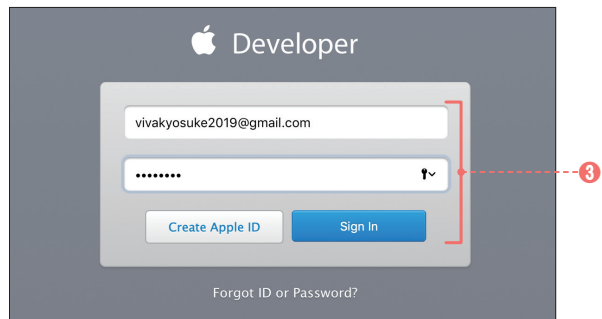 Developer
vivakyosuke2019@gmail.com
••••••••
Create Apple ID Sign In
Forgot ID or Password?
3